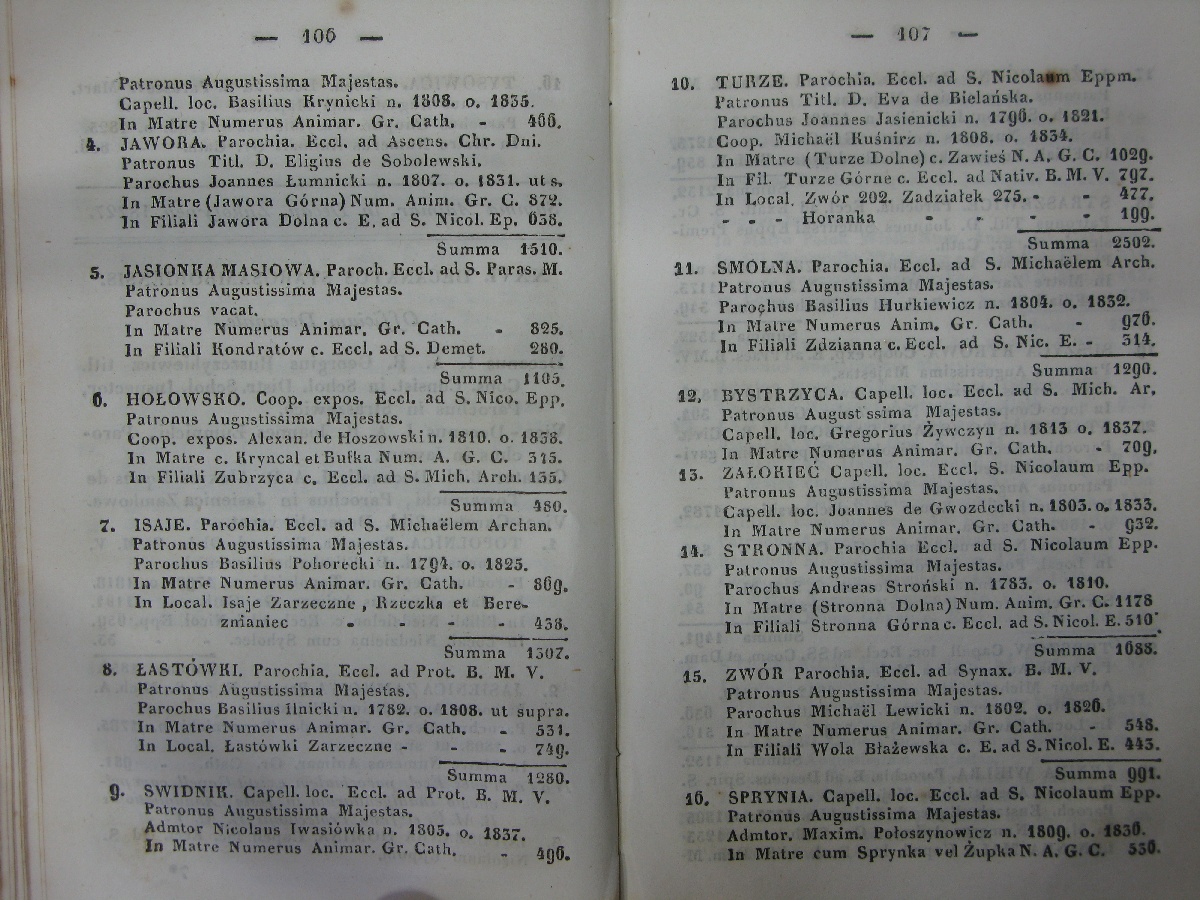 — 106 —
Patronus Augustissima Majestas.
Capell. loc. Basilius Krynicki n. 1808. o. 1835.
In Matre Numerus Animar. Gr. Cath. - 466.
4. JAWORA. Parochia. Eccl. ad Ascens. Chr. Dni.
Patronus Titl. D. Eligius de Sobolewski.
Parochus Joannes Łumnicki n. 1807. o. 1831. ut s.
In Matre (Jawora Górna) Num. Anim. Gr. C. 872.
In Filiali Jawora Dolna c. E. ad S. Nicol. Ep. 638.
Summa 1510.
5. JASIONKA MASIOWA. Paroch. Eccl. ad S. Paras. M.
Patronus Augustissima Majestas.
Parochus vacat.
In Matre Numerus Animar. Gr. Cath. - 825.
In Filiali Kondratów c. Eccl. ad S. Demet. 280.
Summa 1105.
6. HOŁOWSKO. Coop. expos. Eccl. ad S. Nico. Epp.
Patronus Augustissima Majestas.
Coop. expos. Alexan. de Hoszowski n. 1810. o. 1838.
In Matre c. Kryncal et Bufka Num. A. G. C. 345.
In Filiali Zubrzyca c. Eccl. ad S. Mich. Arch. 135.
Summa 480.
7. ISAJE. Parochia. Eccl. ad S. Michaëlem Archan.
Patronus Augustissima Majestas.
Parochus Basilius Pohorecki n. 1794. o. 1825.
In Matre Numerus Animar. Gr. Cath. - 869.
In Local. Isaje Zarzeczne, Rzeczka et Bere-
znianiec - - - - 438.
Summa 1307.
8. ŁASTÓWKI. Parochia. Eccl. ad Prot. B. M. V.
Patronus Augustissima Majestas.
Parochus Basilius Ilnicki n. 1782. o. 1808. ut supra.
In Matre Numerus Animar. Gr. Cath. - 531.
In Local. Łastówki Zarzeczne - - - 749.
Summa 1280.
9. SWIDNIK. Capell. loc. Eccl. ad Prot. B. M. V.
Patronus Augustissima Majestas.
Admtor Nicolaus Iwasiówka n. 1805. o. 1837.
In Matre Numerus Animar. Gr. Cath. - 496.
— 107 —
10. TURZE. Parochia. Eccl. ad S. Nicolaum Eppm.
Patronus Titl. D. Eva de Bielańska.
Parochus Joannes Jasienicki n. 1796. o. 1821.
Coop. Michaël Kuśnirz n. 1808. o. 1834.
In Matre (Turze Dolne) c. Zawieś N. A. G. C. 1029.
In Fil. Turze Górne c. Eccl. ad Nativ. B. M. V. 797.
In Local. Zwór 202. Zadziałek 275. - - 477.
- - - Horanka - - - - 199.
Summa 2502.
11. SMOLNA. Parochia. Eccl. ad S. Michaëlem Arch.
Patronus Augustissima Majestas.
Parochus Basilius Hurkiewicz n. 1804. o. 1832.
In Matre Numerus Anim. Gr. Cath. - 976.
In Filiali Zdzianna c. Eccl. ad S. Nic. E. - 314.
Summa 1290.
12. BYSTRZYCA. Capell. loc. Eccl. ad S. Mich. Ar.
Patronus August ssima Majestas.
Capell. loc. Gregorius Żywczyn n. 1813 o. 1837.
In Matre Numerus Animar. Gr. Cath. - 709.
13. ZAŁOKIEĆ Capell. loc. Eccl. S. Nicolaum Epp.
Patronus Augustissima Majestas.
Capell. loc. Joannes de Gwozdecki n. 1803. o. 1833.
In Matre Numerus Animar. Gr. Cath. - 932.
14. STRONNA. Parochia Eccl. ad S. Nicolaum Epp.
Patronus Augustissima Majestas.
Parochus Andreas Stroński n. 1783. o. 1810.
In Matre (Stronna Dolna) Num. Anim. Gr. C. 1178
In Filiali Stronna Górna c. Eccl. ad S. Nicol. E. 510.
Summa 1688.
15. ZWÓR Parochia. Eccl. ad Synax. B. M. V.
Patronus Augustissima Majestas.
Parochus Michaël Lewicki n. 1802. o. 1826.
In Matre Numerus Animar. Gr. Cath. - 548.
In Filiali Wola Błażewska c. E. ad S. Nicol. E. 443.
Summa 991.
16. SPRYNIA. Capell. loc. Eccl. ad S. Nicolaum Epp.
Patronus Augustissima Majestas.
Admtor. Maxim. Połoszynowicz n. 1809. o. 1836.
In Matre cum Sprynka vel Żupka N. A. G. C. 556.